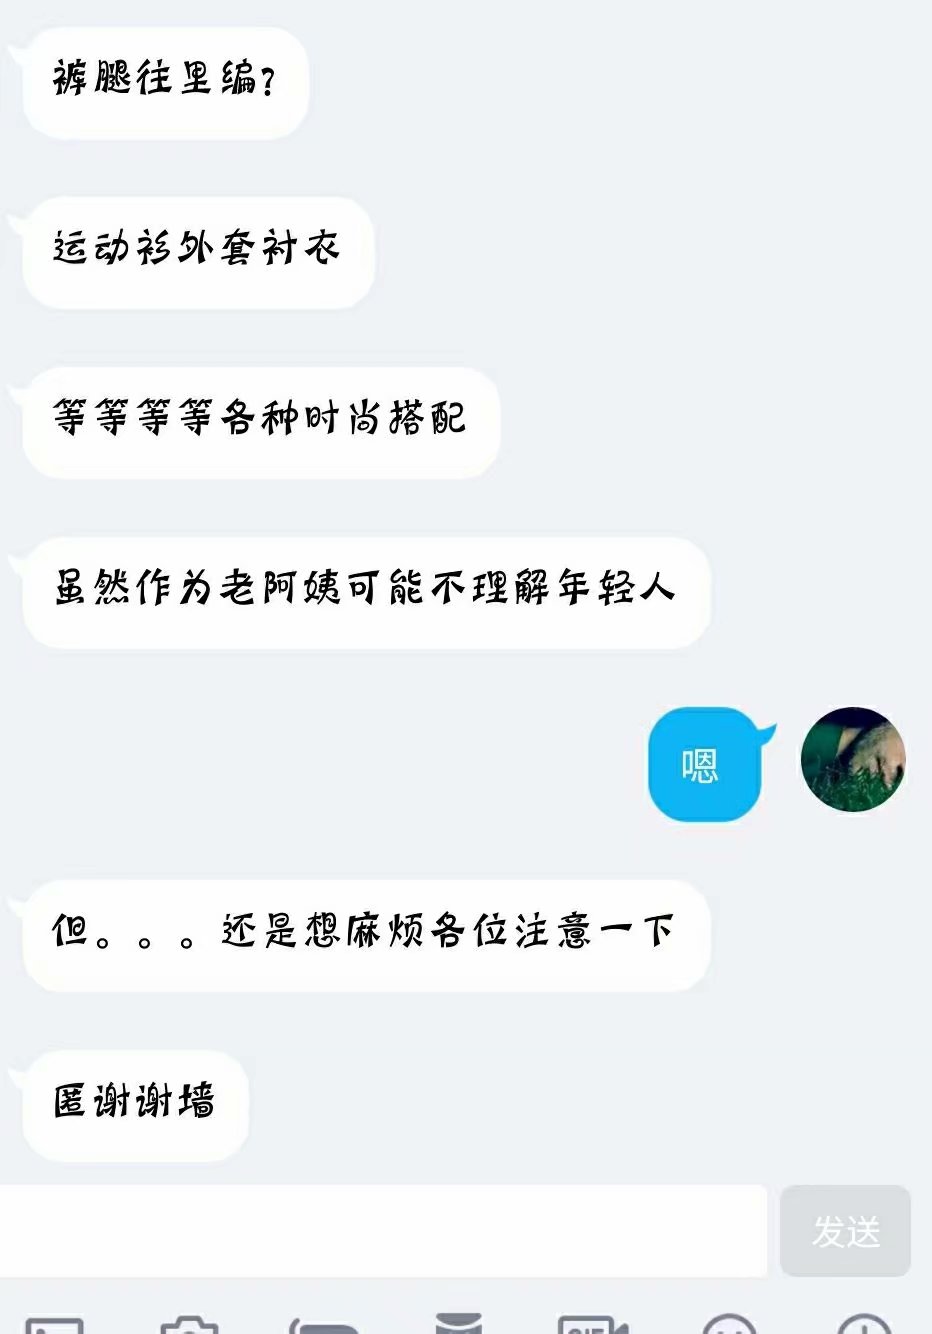 裤腿往里编?
运动衫外套衬衣
等等等等各种时尚搭配
虽然作为老阿姨可能不理解年轻人
嗯
但。。。还是想麻烦各位注意一下
匿谢谢墙
发送
GIF